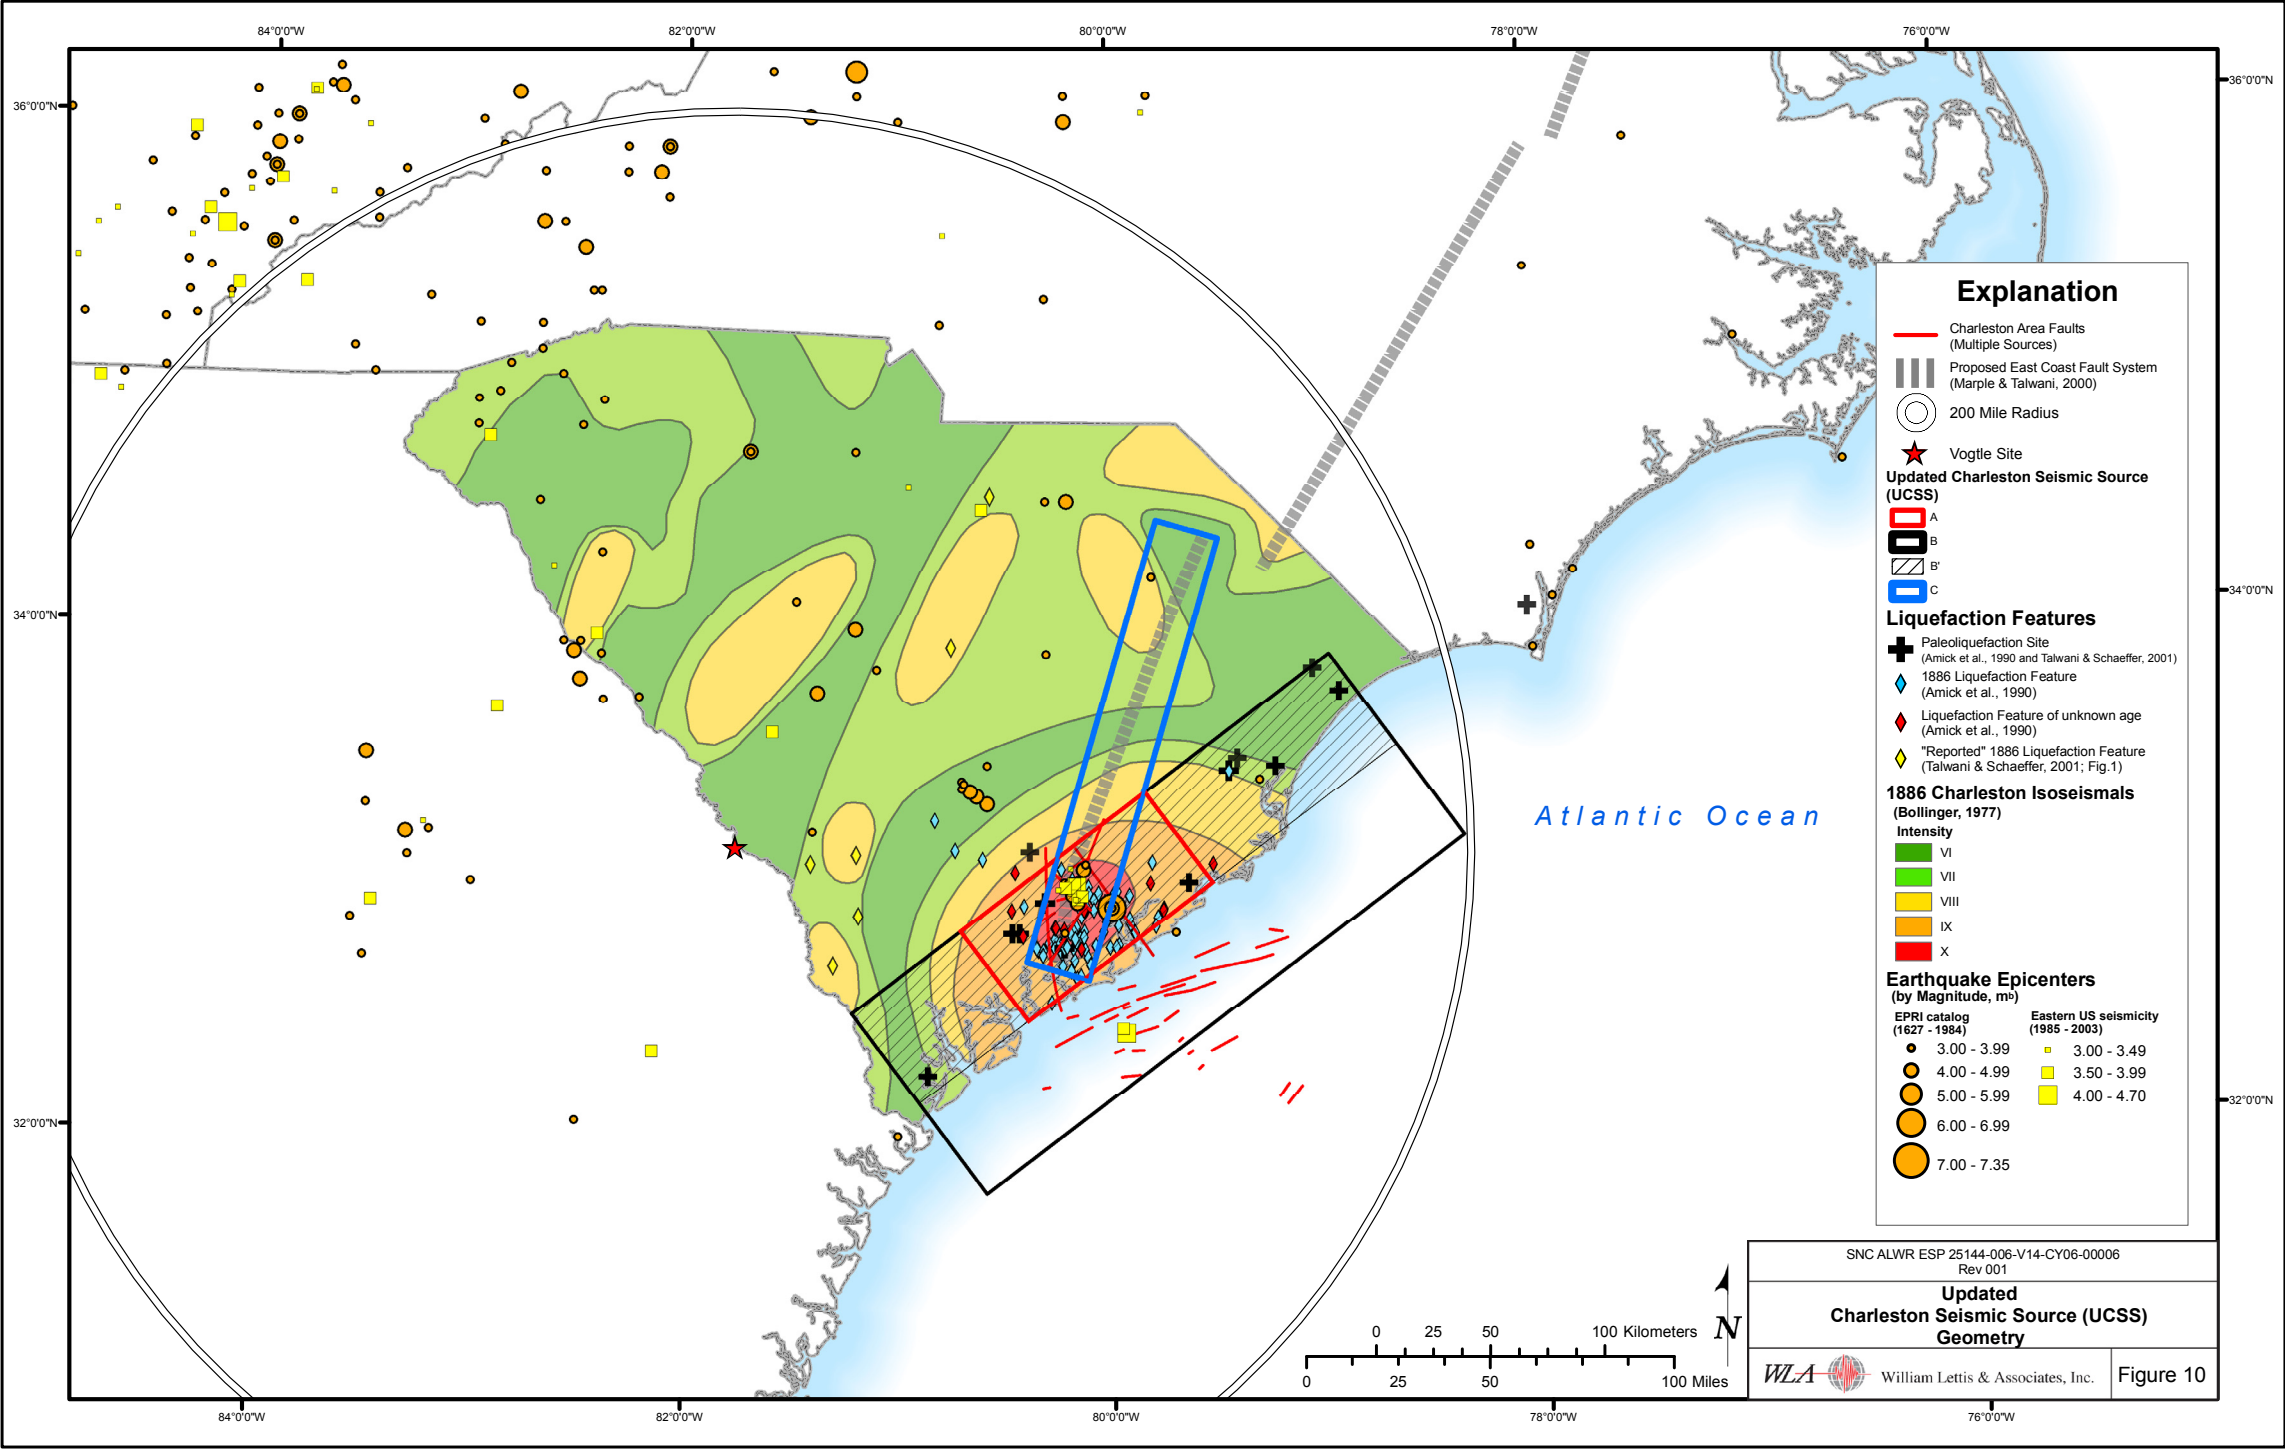 84°0'0"W
82°0'0"W
80°0'0"W
78°0'0"W
76°0'0"W
36°0'0"N
36°0'0"N
34°0'0"N
34°0'0"N
32°0'0"N
32°0'0"N
Atlantic Ocean
Explanation
Charleston Area Faults
(Multiple Sources)
Proposed East Coast Fault System
(Marple & Talwani, 2000)
200 Mile Radius
Vogtle Site
Updated Charleston Seismic Source
(UCSS)
A
B
B'
C
Liquefaction Features
Paleoliquefaction Site
(Amick et al., 1990 and Talwani & Schaeffer, 2001)
1886 Liquefaction Feature
(Amick et al., 1990)
Liquefaction Feature of unknown age
(Amick et al., 1990)
"Reported" 1886 Liquefaction Feature
(Talwani & Schaeffer, 2001; Fig.1)
1886 Charleston Isoseismals
(Bollinger, 1977)
Intensity
VI
VII
VIII
IX
X
Earthquake Epicenters
(by Magnitude, mb)
EPRI catalog
(1627 - 1984)
3.00 - 3.99
4.00 - 4.99
5.00 - 5.99
6.00 - 6.99
7.00 - 7.35
Eastern US seismicity
(1985 - 2003)
3.00 - 3.49
3.50 - 3.99
4.00 - 4.70
0 25 50 100 Kilometers
0 25 50 100 Miles
N
SNC ALWR ESP 25144-006-V14-CY06-00006
Rev 001
Updated
Charleston Seismic Source (UCSS)
Geometry
WLA William Lettis & Associates, Inc.
Figure 10
84°0'0"W
82°0'0"W
80°0'0"W
78°0'0"W
76°0'0"W